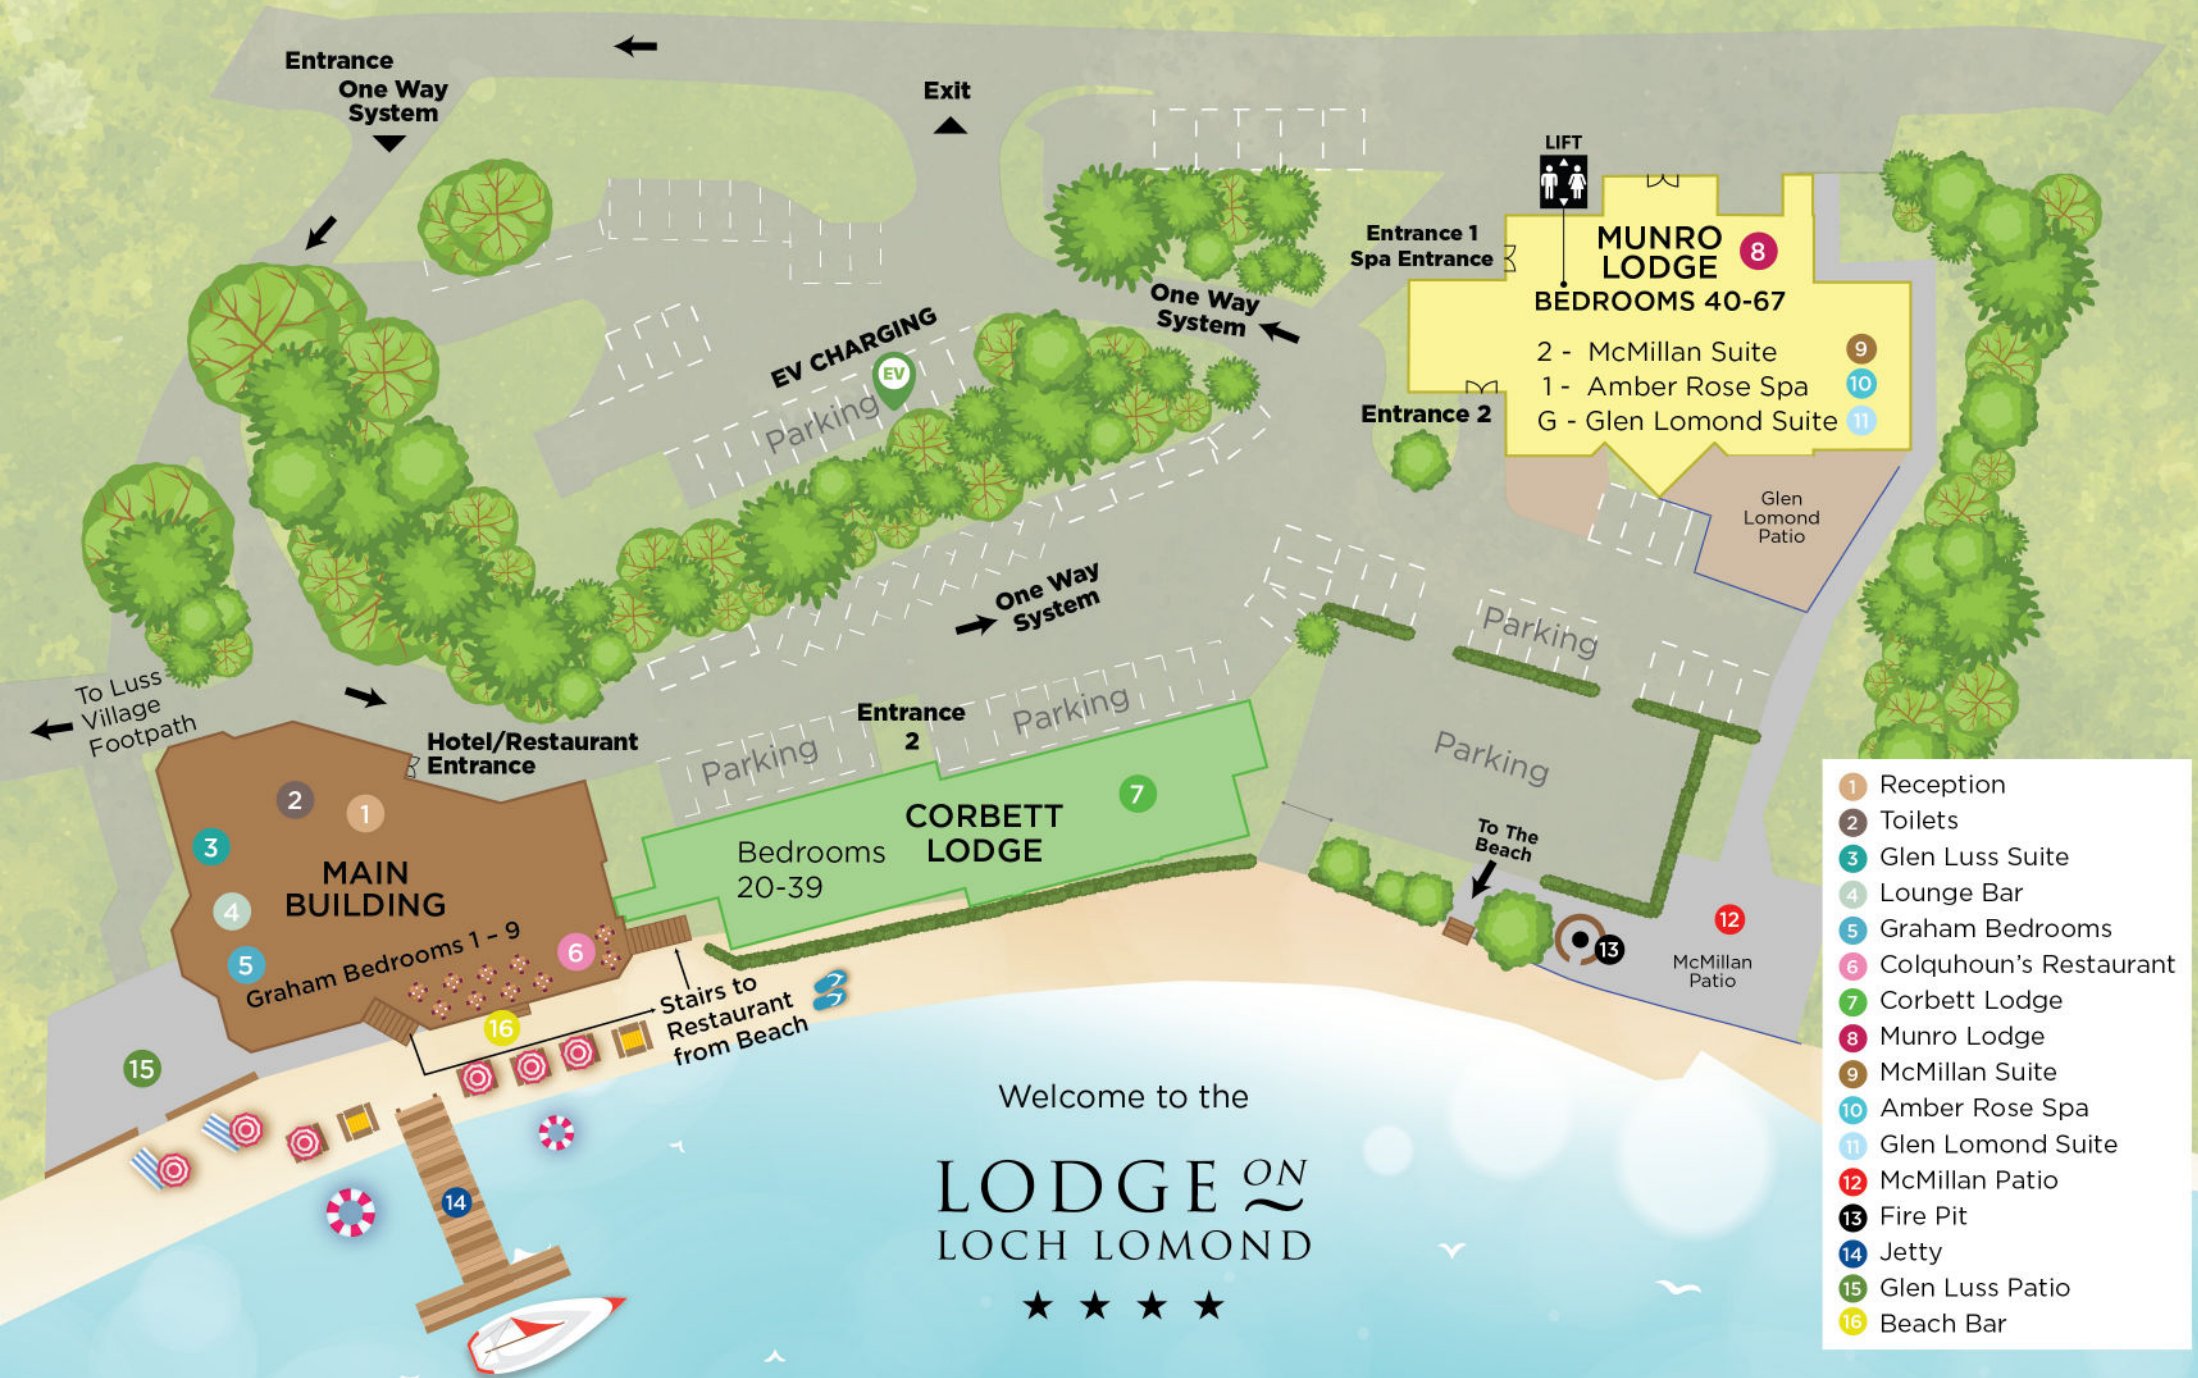 Entrance
One Way
System
Exit
LIFT
Entrance 1
Spa Entrance
MUNRO
LODGE
8
BEDROOMS 40-67
2 - McMillan Suite
9
1 - Amber Rose Spa
10
G - Glen Lomond Suite
11
One Way
System
EV CHARGING
EV
Parking
Entrance 2
Glen
Lomond
Patio
One Way
System
Parking
To Luss
Village
Footpath
Hotel/Restaurant
Entrance
Entrance
2
Parking
Parking
Parking
2
1
3
MAIN
BUILDING
4
5
Graham Bedrooms 1 – 9
6
CORBETT
LODGE
7
Bedrooms
20-39
To The
Beach
12
13
McMillan
Patio
Stairs to
Restaurant
from Beach
16
15
14
Welcome to the
LODGE ON
LOCH LOMOND
1 Reception
2 Toilets
3 Glen Luss Suite
4 Lounge Bar
5 Graham Bedrooms
6 Colquhoun's Restaurant
7 Corbett Lodge
8 Munro Lodge
9 McMillan Suite
10 Amber Rose Spa
11 Glen Lomond Suite
12 McMillan Patio
13 Fire Pit
14 Jetty
15 Glen Luss Patio
16 Beach Bar